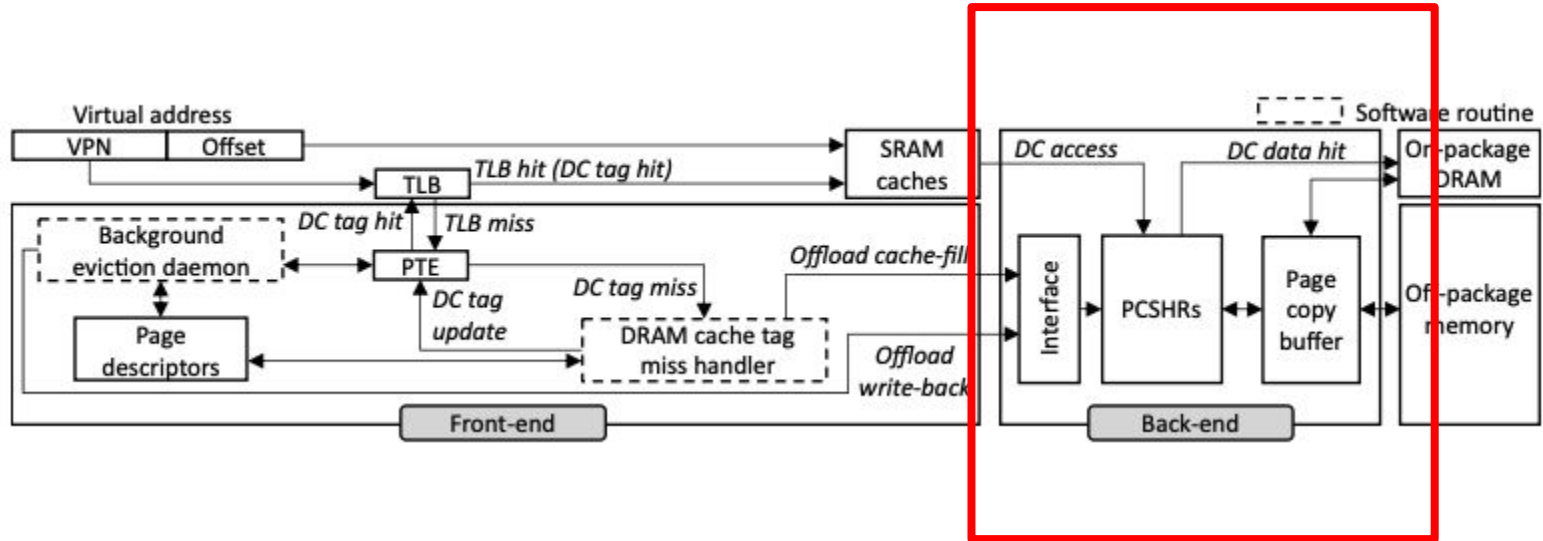 Virtual address
VPN
Offset
Software routine
SRAM
caches
DC access
DC data hit
On-package
DRAM
TLB hit (DC tag hit)
TLB
DC tag hit
TLB miss
Background
eviction daemon
PTE
Offload cache-fill
DC tag miss
DC tag
update
Page
descriptors
DRAM cache tag
miss handler
Offload
write-back
Interface
PCSHRs
Page
copy
buffer
Off-package
memory
Front-end
Back-end